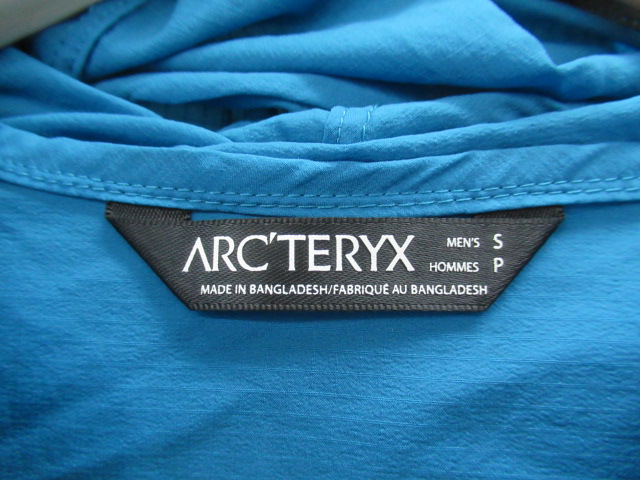 ARC'TERYX MEN'S S
HOMMES P
MADE IN BANGLADESH/FABRIQUÉ AU BANGLADESH